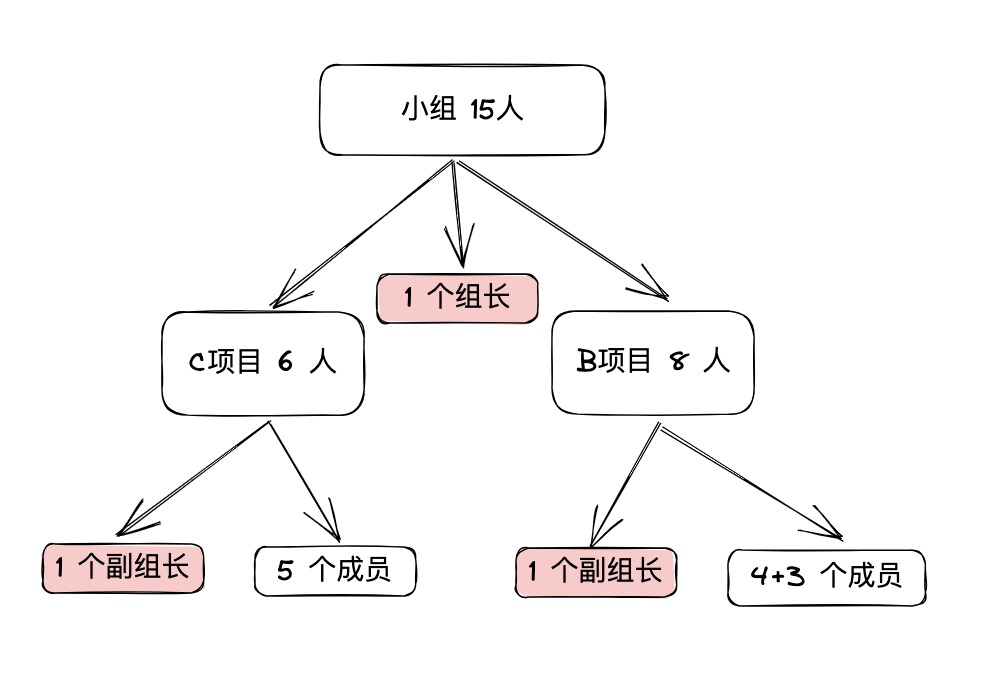 小组 15人
1 个组长
C项目 6 人
B项目 8 人
1 个副组长
5 个成员
1 个副组长
4+3 个成员